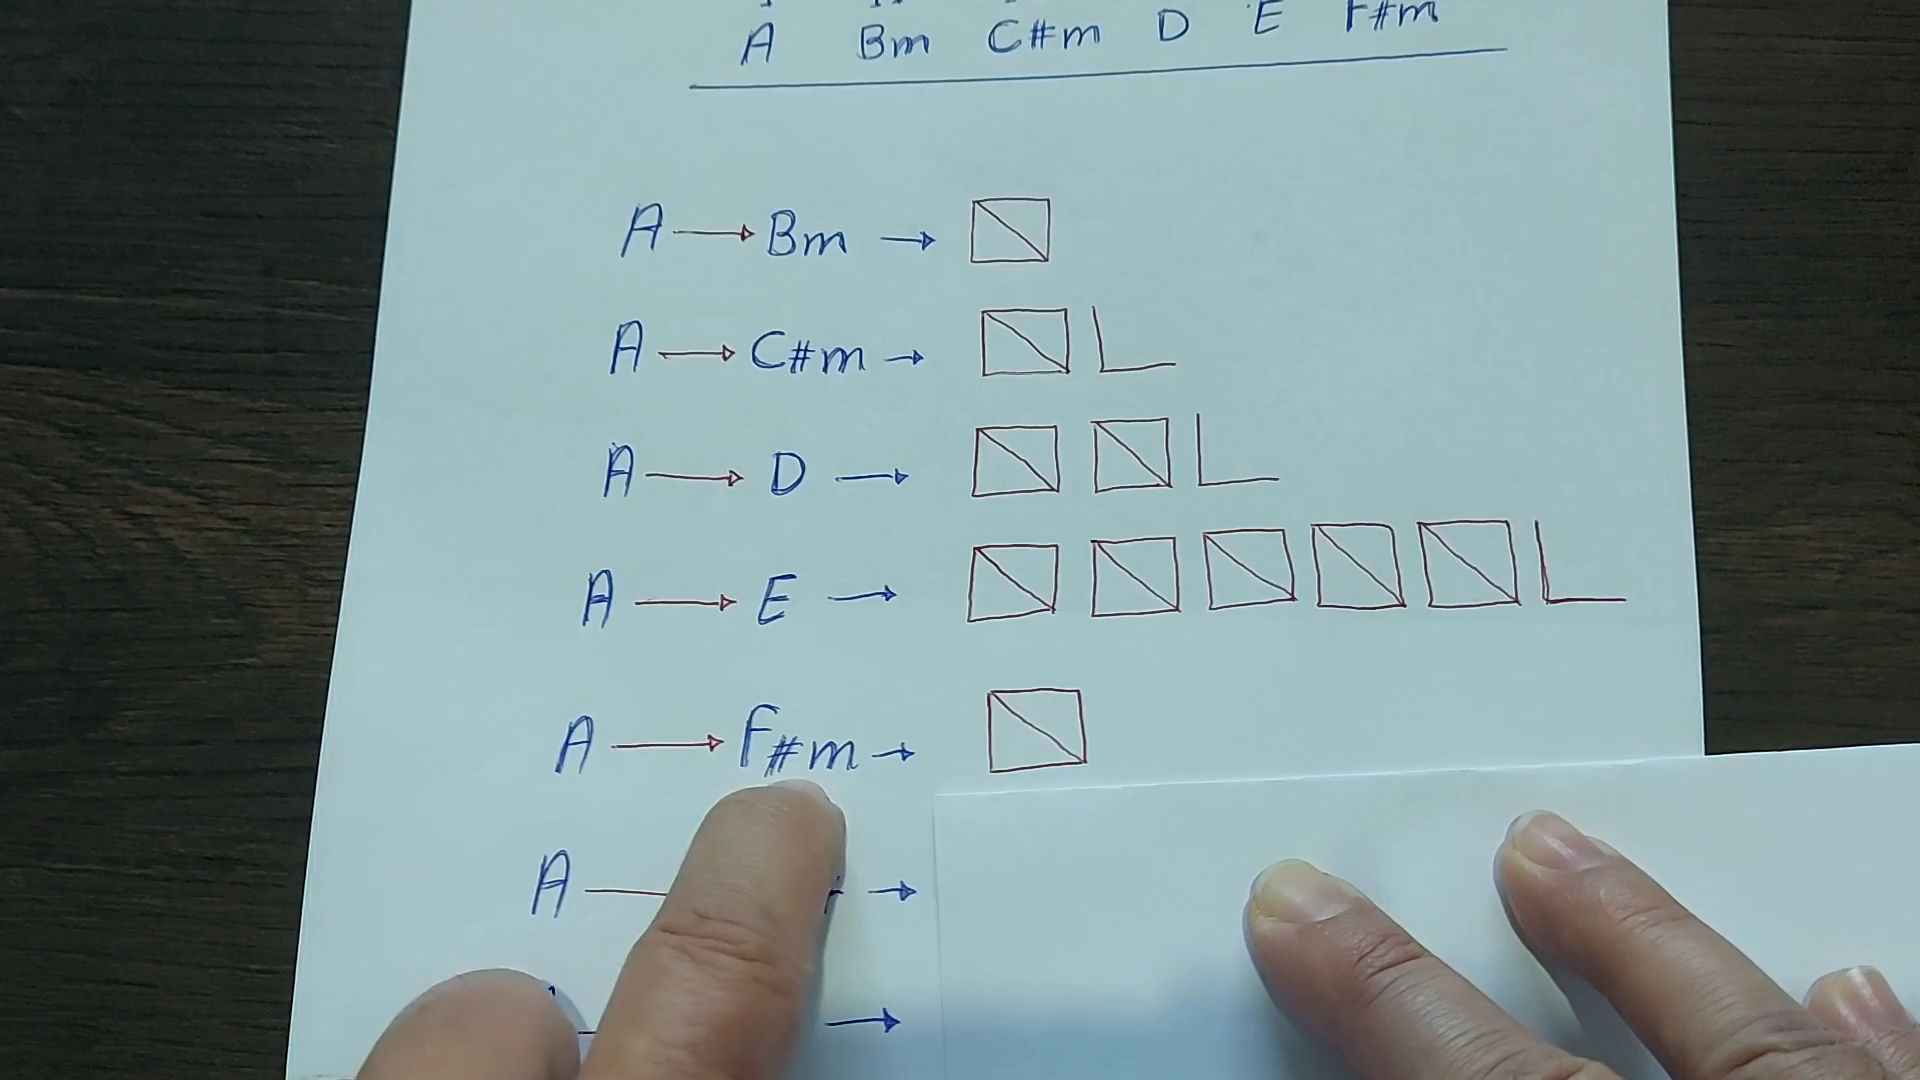 A Bm C#m D E F#m
A → Bm →
A → C#m →
A → D →
A → E →
A → F#m →
A →
→